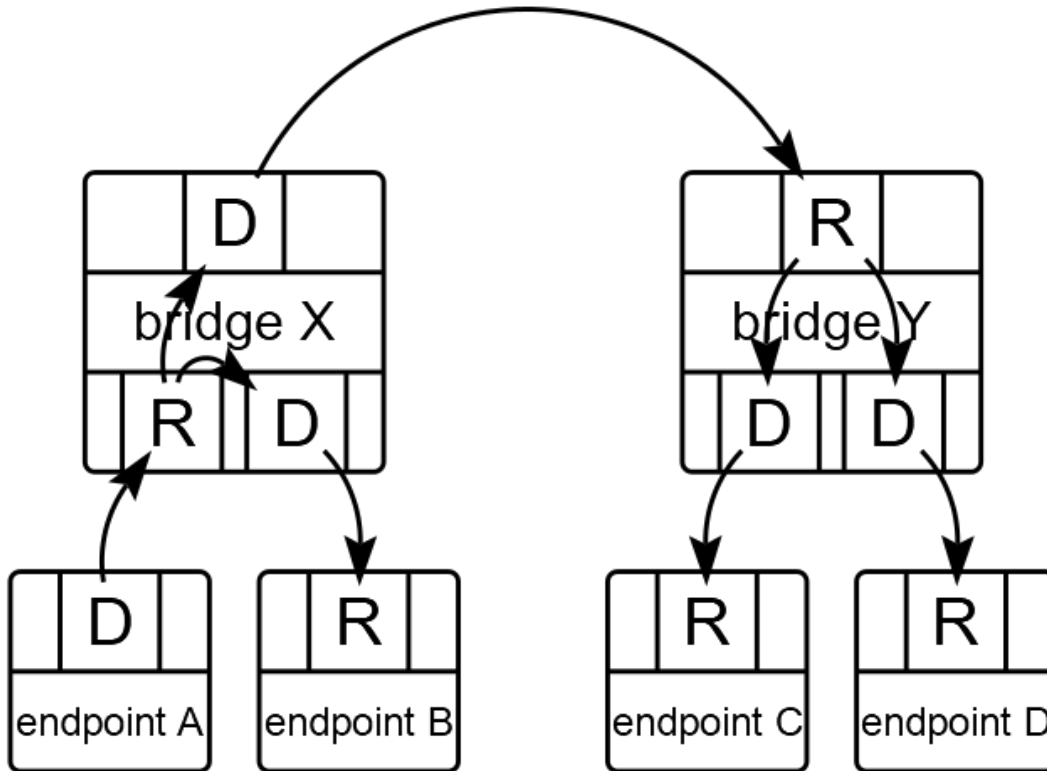 D
R
bridge X
bridge Y
R
D
D
D
D
R
R
R
endpoint A
endpoint B
endpoint C
endpoint D